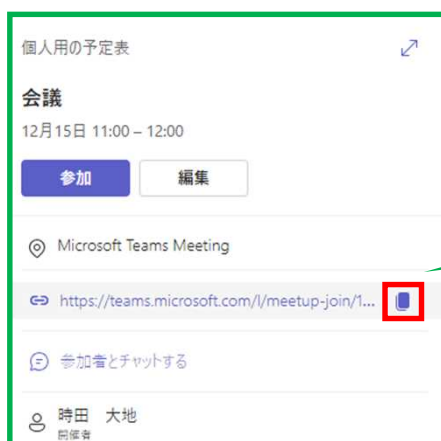 個人用の予定表
会議
12月15日 11:00 – 12:00
参加 編集
Microsoft Teams Meeting
https://teams.microsoft.com/l/meetup-join/1...
参加者とチャットする
時田 大地
開催者